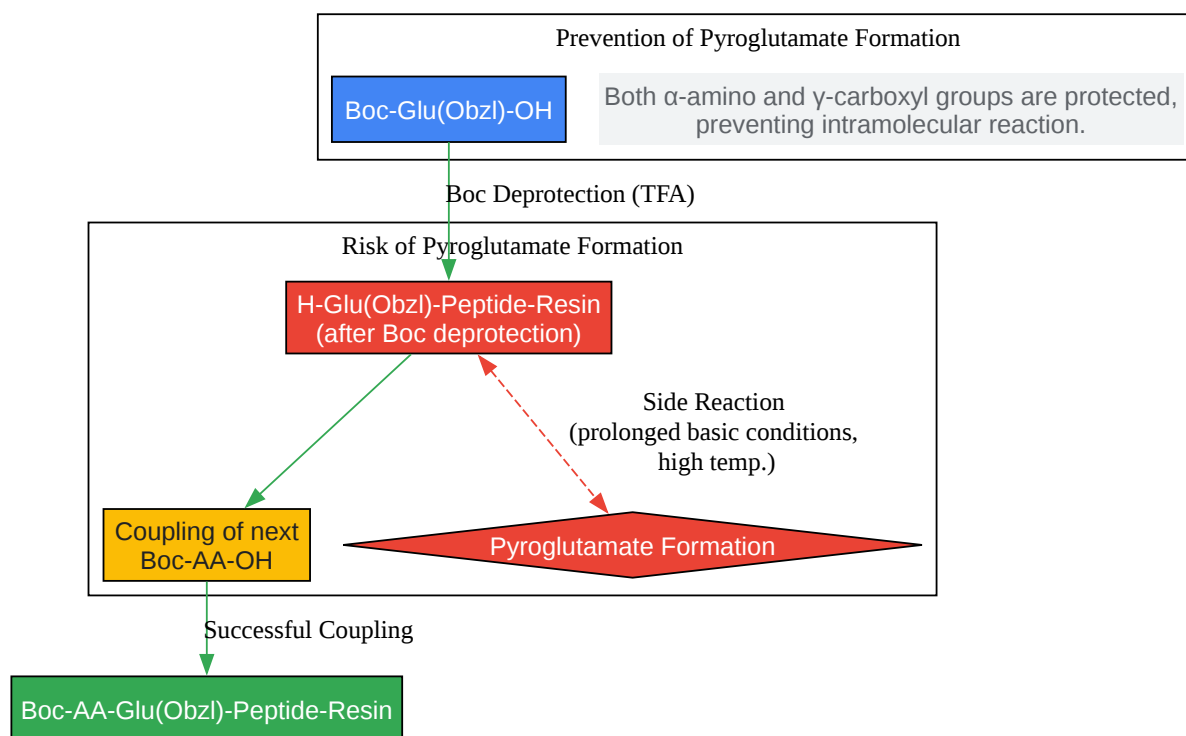 Prevention of Pyroglutamate Formation
Boc-Glu(Obzl)-OH
Both α-amino and γ-carboxyl groups are protected,
preventing intramolecular reaction.
Boc Deprotection (TFA)
Risk of Pyroglutamate Formation
H-Glu(Obzl)-Peptide-Resin
(after Boc deprotection)
Side Reaction
(prolonged basic conditions,
high temp.)
Coupling of next
Boc-AA-OH
Pyroglutamate Formation
Successful Coupling
Boc-AA-Glu(Obzl)-Peptide-Resin